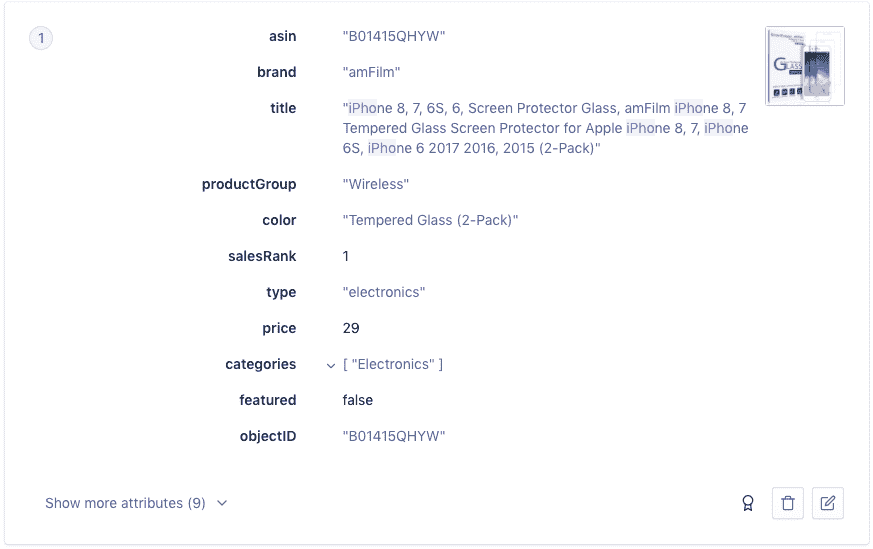 1
asin "B01415QHYW"
brand "amFilm"
title "iPhone 8, 7, 6S, 6, Screen Protector Glass, amFilm iPhone 8, 7
Tempered Glass Screen Protector for Apple iPhone 8, 7, iPhone
6S, iPhone 6 2017 2016, 2015 (2-Pack)"
productGroup "Wireless"
color "Tempered Glass (2-Pack)"
salesRank 1
type "electronics"
price 29
categories [ "Electronics" ]
featured false
objectID "B01415QHYW"
Show more attributes (9)
GLASS